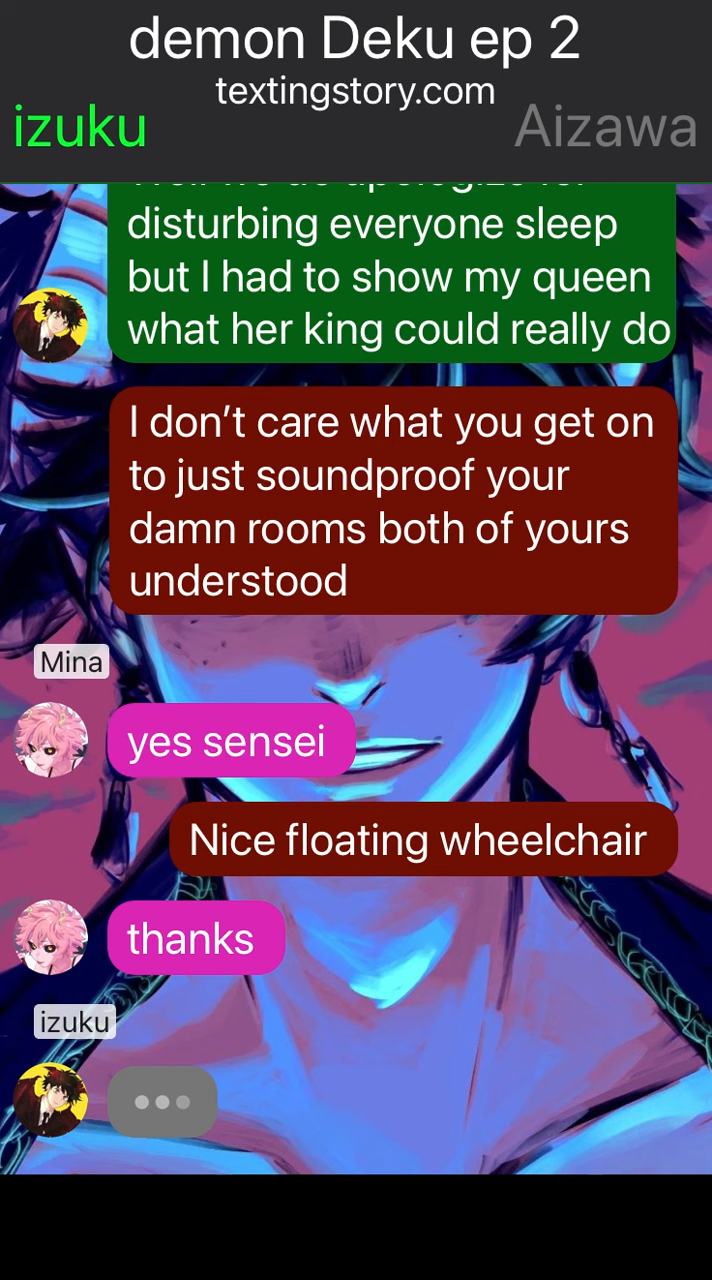 demon Deku ep 2
textingstory.com
izuku
Aizawa
disturbing everyone sleep
but I had to show my queen
what her king could really do
I don’t care what you get on
to just soundproof your
damn rooms both of yours
understood
Mina
yes sensei
Nice floating wheelchair
thanks
izuku